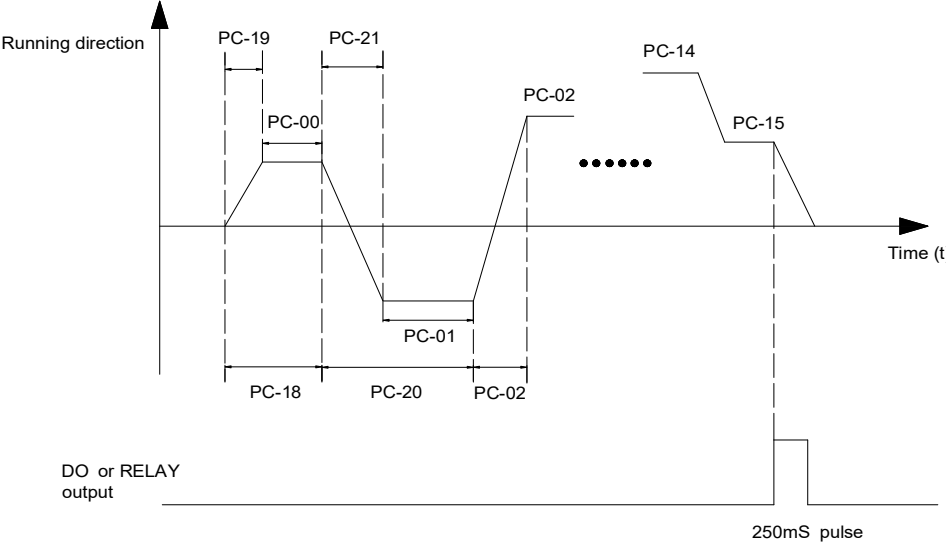 Running direction
PC-19
PC-21
PC-14
PC-02
PC-00
PC-15
Time (t
PC-01
PC-18
PC-20
PC-02
DO or RELAY
output
250mS pulse